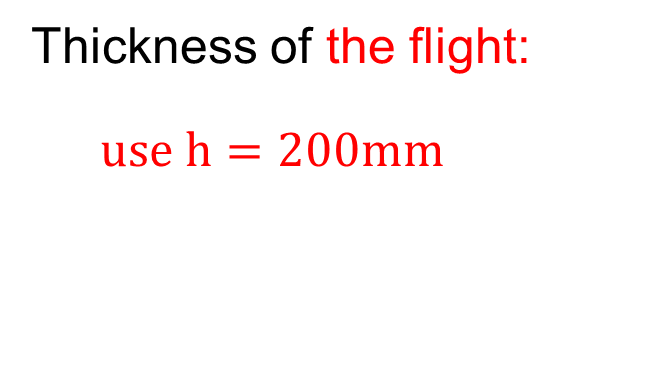 Thickness of the flight:
use h = 200mm